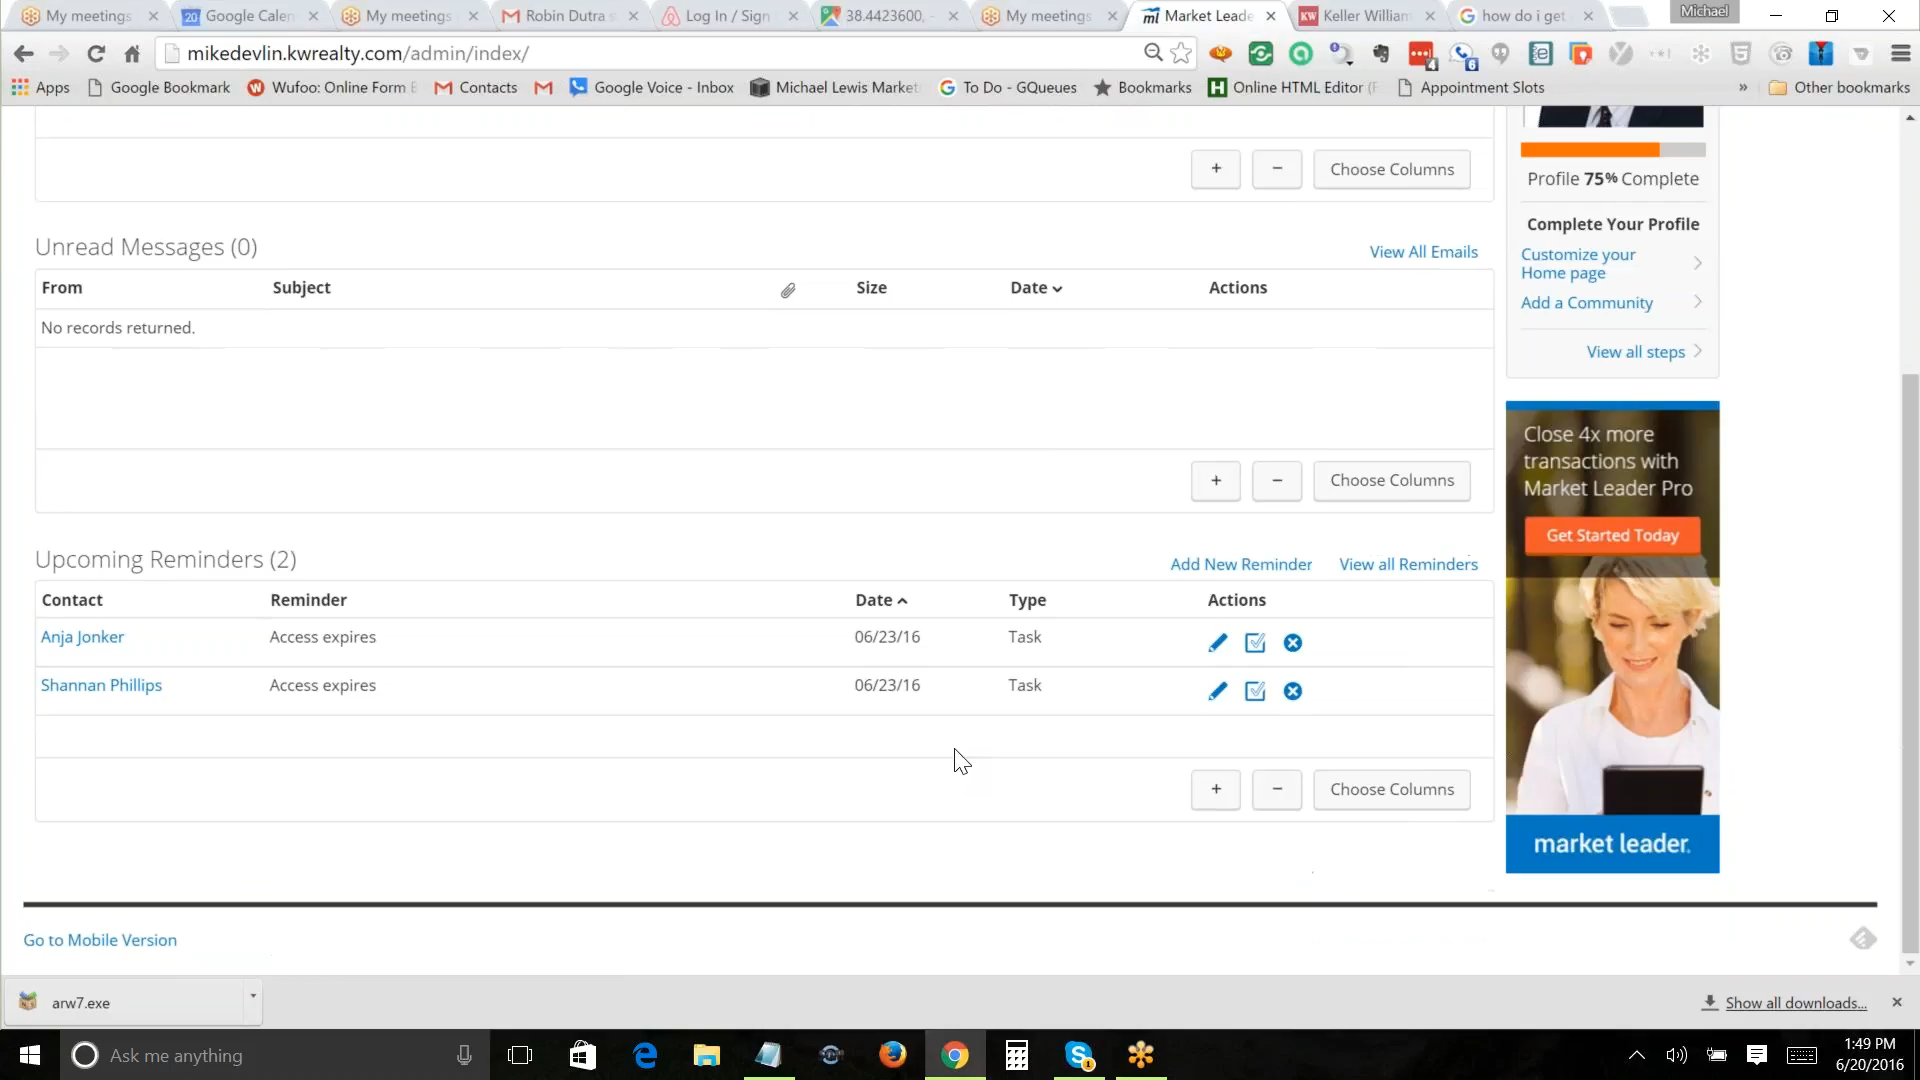 My meetings
Google Calen
My meetings
Robin Dutra
Log In / Sign
38.4423600, -
My meetings
Market Leade
Keller William
how do i get
Michael
mikedevlin.kwrealty.com/admin/index/
4
6
Apps
Google Bookmark
Wufoo: Online Form
Contacts
Google Voice - Inbox
Michael Lewis Market
To Do - GQueues
Bookmarks
Online HTML Editor (F
Appointment Slots
»
Other bookmarks
+
−
Choose Columns
Profile 75% Complete
Complete Your Profile
Customize your
Home page
Add a Community
View all steps
Unread Messages (0)
View All Emails
From
Subject
Size
Date
Actions
No records returned.
+
−
Choose Columns
Close 4x more
transactions with
Market Leader Pro
Get Started Today
market leader.
Upcoming Reminders (2)
Add New Reminder
View all Reminders
Contact
Reminder
Date
Type
Actions
Anja Jonker
Access expires
06/23/16
Task
Shannan Phillips
Access expires
06/23/16
Task
+
−
Choose Columns
Go to Mobile Version
arw7.exe
Show all downloads...
Ask me anything
1:49 PM
6/20/2016